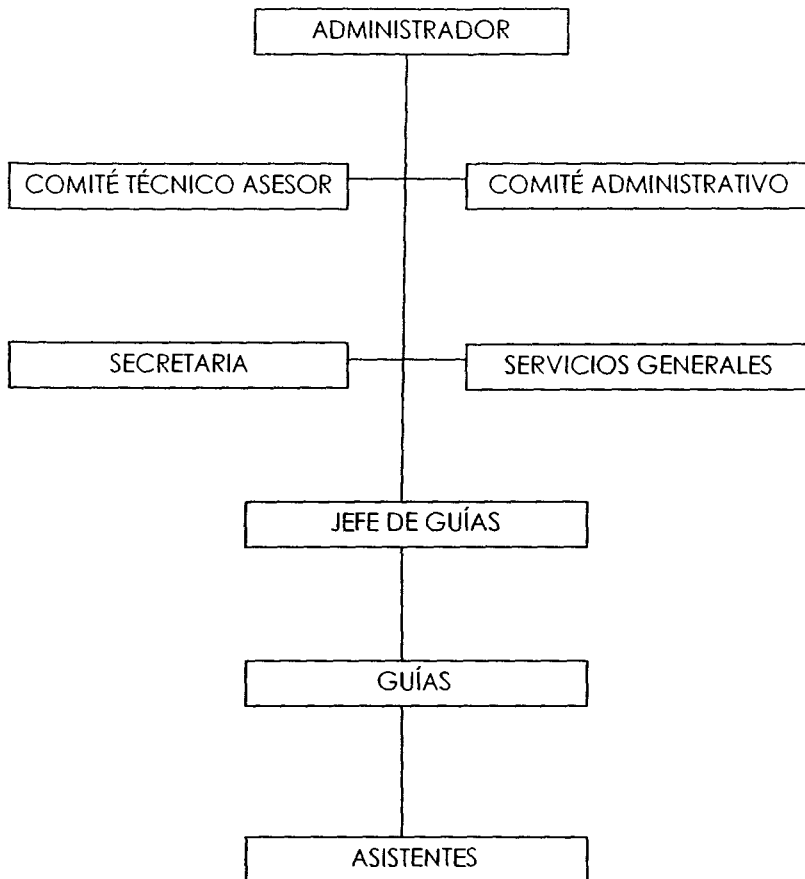 ADMINISTRADOR
COMITÉ TÉCNICO ASESOR
COMITÉ ADMINISTRATIVO
SECRETARIA
SERVICIOS GENERALES
JEFE DE GUÍAS
GUÍAS
ASISTENTES